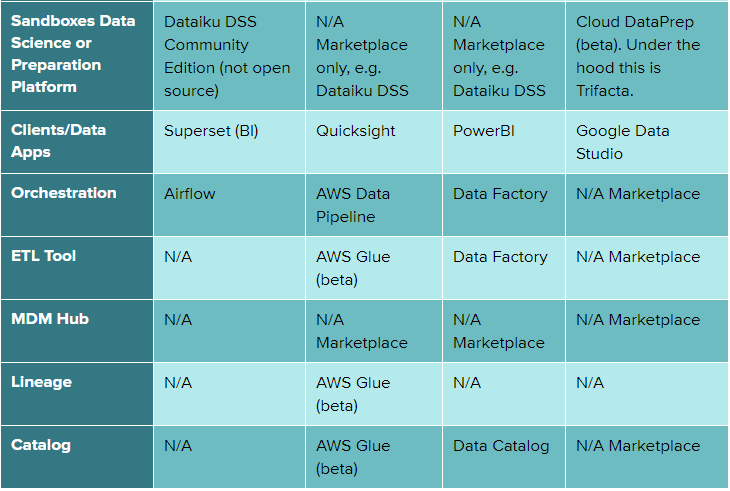 Sandboxes Data
Science or
Preparation
Platform
Dataiku DSS
Community
Edition (not open
source)
N/A
Marketplace
only, e.g.
Dataiku DSS
N/A
Marketplace
only, e.g.
Dataiku DSS
Cloud DataPrep
(beta). Under the
hood this is
Trifacta.
Clients/Data
Apps
Superset (BI)
Quicksight
PowerBI
Google Data
Studio
Orchestration
Airflow
AWS Data
Pipeline
Data Factory
N/A Marketplace
ETL Tool
N/A
AWS Glue
(beta)
Data Factory
N/A Marketplace
MDM Hub
N/A
N/A
Marketplace
N/A
Marketplace
N/A Marketplace
Lineage
N/A
AWS Glue
(beta)
N/A
N/A
Catalog
N/A
AWS Glue
(beta)
Data Catalog
N/A Marketplace